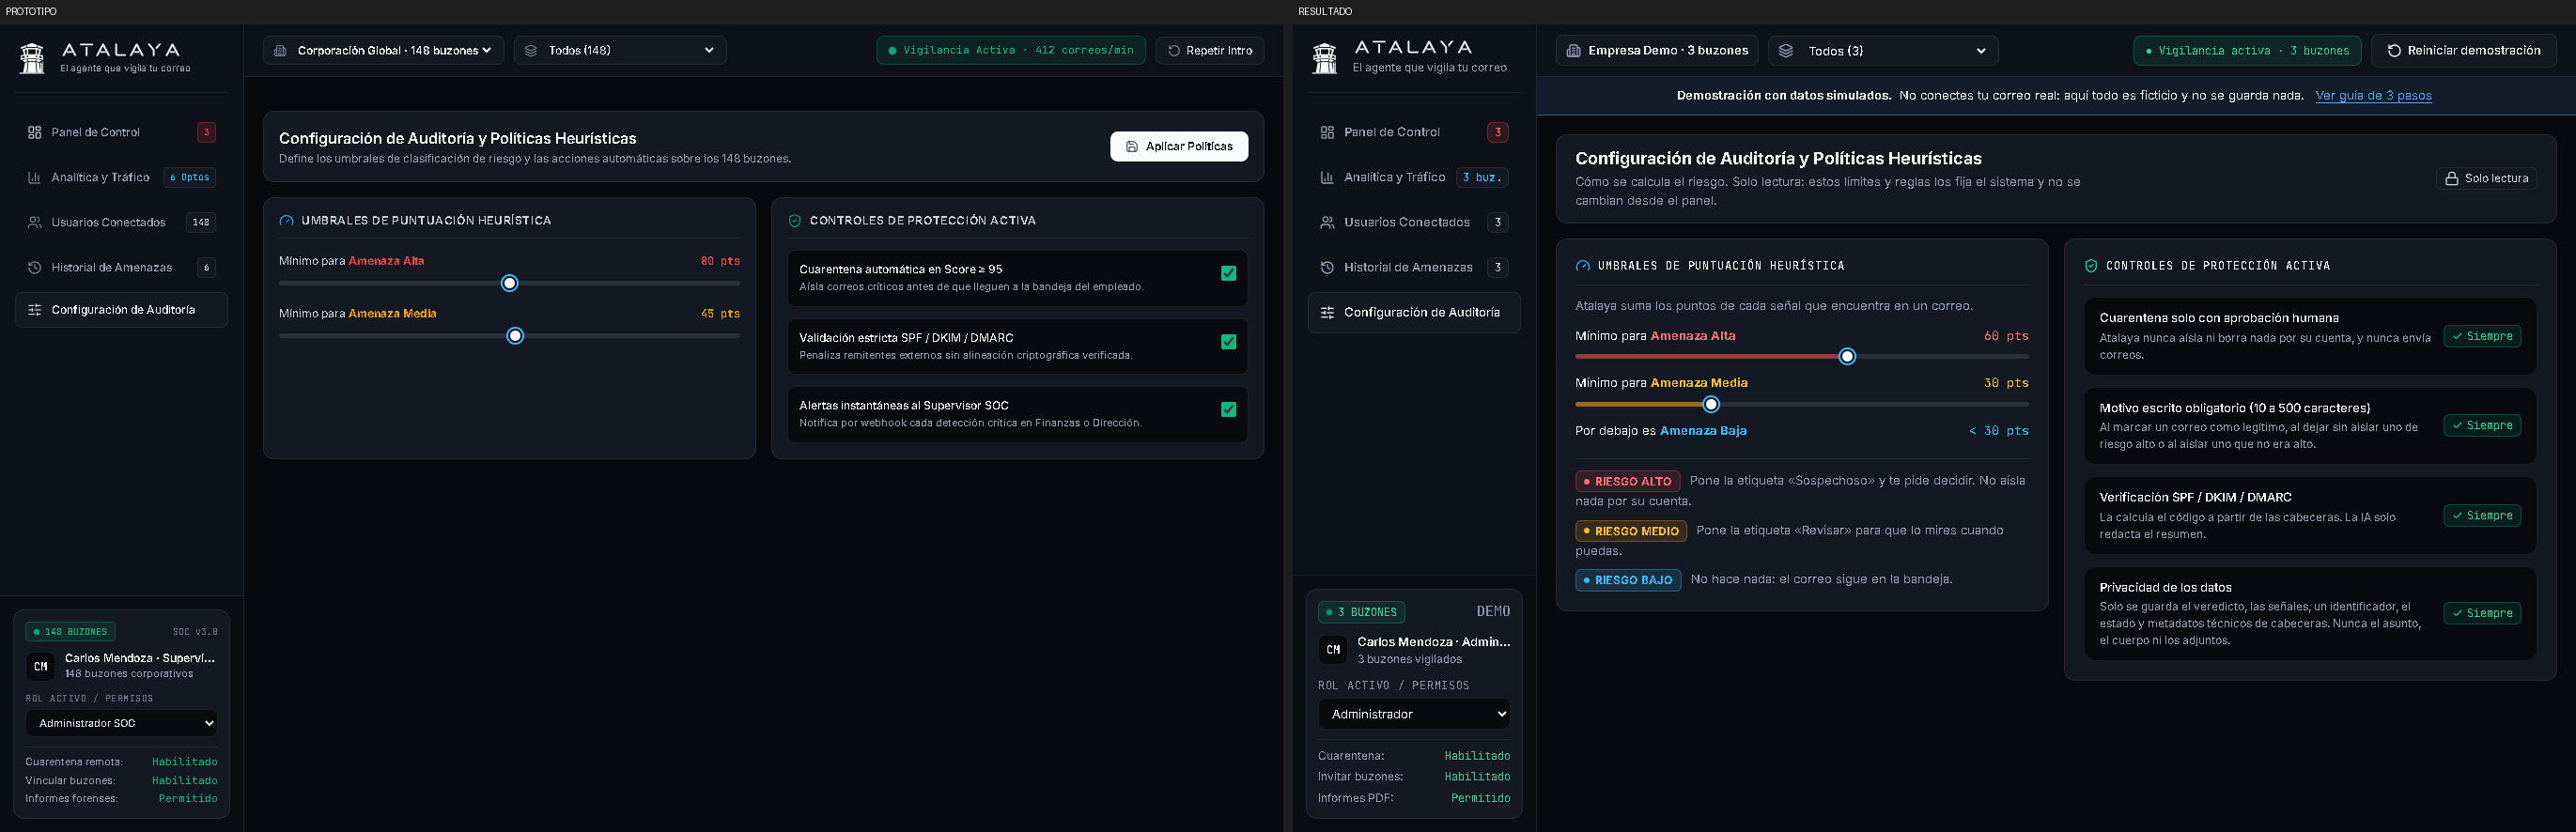 PROTOTIPO
ATALAYA
El agente que vigila tu correo
Corporación Global · 148 buzones
Todos (148)
Vigilancia Activa · 412 correos/min
Repetir Intro
Panel de Control
3
Analítica y Tráfico
6 Dptos
Usuarios Conectados
148
Historial de Amenazas
6
Configuración de Auditoría
Configuración de Auditoría y Políticas Heurísticas
Define los umbrales de clasificación de riesgo y las acciones automáticas sobre los 148 buzones.
Aplicar Políticas
UMBRALES DE PUNTUACIÓN HEURÍSTICA
Mínimo para Amenaza Alta
80 pts
Mínimo para Amenaza Media
45 pts
CONTROLES DE PROTECCIÓN ACTIVA
Cuarentena automática en Score ≥ 95
Aísla correos críticos antes de que lleguen a la bandeja del empleado.
Validación estricta SPF / DKIM / DMARC
Penaliza remitentes externos sin alineación criptográfica verificada.
Alertas instantáneas al Supervisor SOC
Notifica por webhook cada detección crítica en Finanzas o Dirección.
148 BUZONES
SOC v3.8
CM
Carlos Mendoza · Supervi...
148 buzones corporativos
ROL ACTIVO / PERMISOS
Administrador SOC
Cuarentena remota:
Habilitado
Vincular buzones:
Habilitado
Informes forenses:
Permitido
RESULTADO
ATALAYA
El agente que vigila tu correo
Empresa Demo · 3 buzones
Todos (3)
Vigilancia activa · 3 buzones
Reiniciar demostración
Demostración con datos simulados. No conectes tu correo real: aquí todo es ficticio y no se guarda nada. Ver guía de 3 pasos
Panel de Control
3
Analítica y Tráfico
3 buz.
Usuarios Conectados
3
Historial de Amenazas
3
Configuración de Auditoría
Configuración de Auditoría y Políticas Heurísticas
Cómo se calcula el riesgo. Solo lectura: estos límites y reglas los fija el sistema y no se
cambian desde el panel.
Solo lectura
UMBRALES DE PUNTUACIÓN HEURÍSTICA
Atalaya suma los puntos de cada señal que encuentra en un correo.
Mínimo para Amenaza Alta
60 pts
Mínimo para Amenaza Media
30 pts
Por debajo es Amenaza Baja
< 30 pts
RIESGO ALTO Pone la etiqueta «Sospechoso» y te pide decidir. No aísla
nada por su cuenta.
RIESGO MEDIO Pone la etiqueta «Revisar» para que lo mires cuando
puedas.
RIESGO BAJO No hace nada: el correo sigue en la bandeja.
CONTROLES DE PROTECCIÓN ACTIVA
Cuarentena solo con aprobación humana
Atalaya nunca aísla ni borra nada por su cuenta, y nunca envía
correos.
Siempre
Motivo escrito obligatorio (10 a 500 caracteres)
Al marcar un correo como legítimo, al dejar sin aislar uno de
riesgo alto o al aislar uno que no era alto.
Siempre
Verificación SPF / DKIM / DMARC
La calcula el código a partir de las cabeceras. La IA solo
redacta el resumen.
Siempre
Privacidad de los datos
Solo se guarda el veredicto, las señales, un identificador, el
estado y metadatos técnicos de cabeceras. Nunca el asunto,
el cuerpo ni los adjuntos.
Siempre
3 BUZONES
DEMO
CM
Carlos Mendoza · Admin...
3 buzones vigilados
ROL ACTIVO / PERMISOS
Administrador
Cuarentena:
Habilitado
Invitar buzones:
Habilitado
Informes PDF:
Permitido